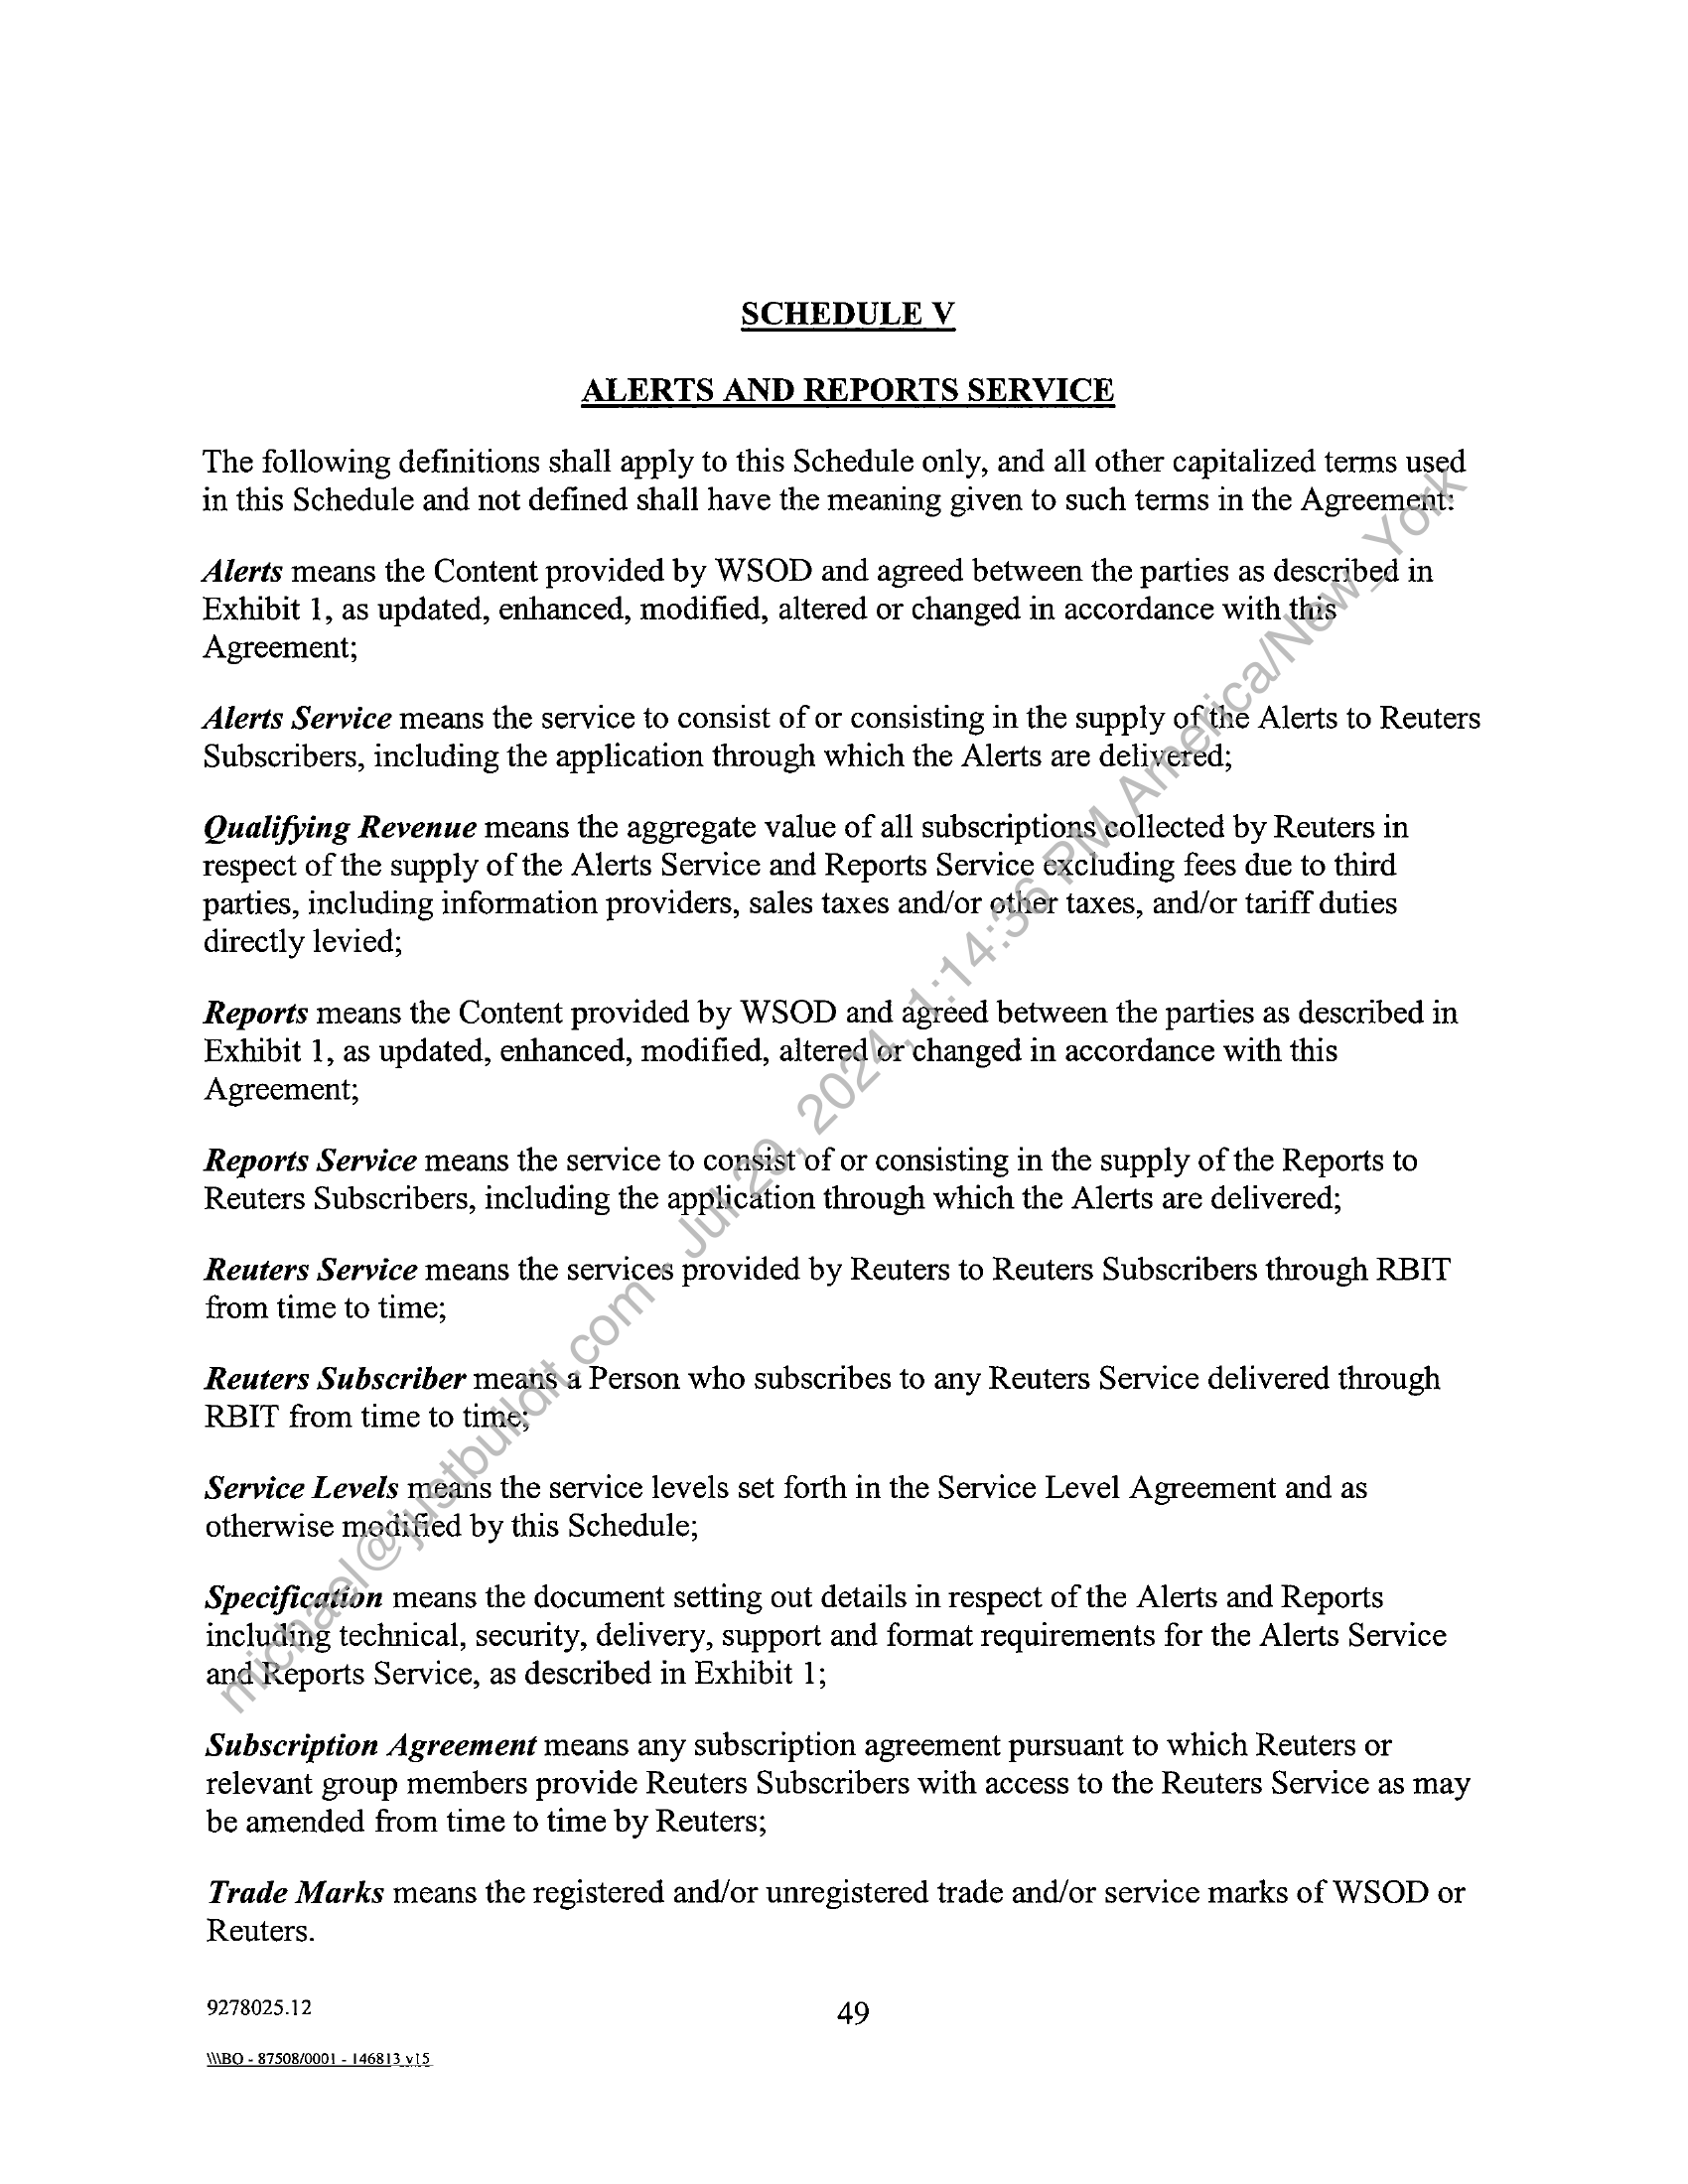 SCHEDULE V
ALERTS AND REPORTS SERVICE
The following definitions shall apply to this Schedule only, and all other capitalized terms used
in this Schedule and not defined shall have the meaning given to such terms in the Agreement:
Alerts means the Content provided by WSOD and agreed between the parties as described in
Exhibit 1, as updated, enhanced, modified, altered or changed in accordance with this
Agreement;
Alerts Service means the service to consist of or consisting in the supply of the Alerts to Reuters
Subscribers, including the application through which the Alerts are delivered;
Qualifying Revenue means the aggregate value of all subscriptions collected by Reuters in
respect of the supply of the Alerts Service and Reports Service excluding fees due to third
parties, including information providers, sales taxes and/or other taxes, and/or tariff duties
directly levied;
Reports means the Content provided by WSOD and agreed between the parties as described in
Exhibit 1, as updated, enhanced, modified, altered or changed in accordance with this
Agreement;
Reports Service means the service to consist of or consisting in the supply of the Reports to
Reuters Subscribers, including the application through which the Alerts are delivered;
Reuters Service means the services provided by Reuters to Reuters Subscribers through RBIT
from time to time;
Reuters Subscriber means a Person who subscribes to any Reuters Service delivered through
RBIT from time to time;
Service Levels means the service levels set forth in the Service Level Agreement and as
otherwise modified by this Schedule;
Specification means the document setting out details in respect of the Alerts and Reports
including technical, security, delivery, support and format requirements for the Alerts Service
and Reports Service, as described in Exhibit 1;
Subscription Agreement means any subscription agreement pursuant to which Reuters or
relevant group members provide Reuters Subscribers with access to the Reuters Service as may
be amended from time to time by Reuters;
Trade Marks means the registered and/or unregistered trade and/or service marks of WSOD or
Reuters.
9278025.12
49
\\\BO - 87508/0001 - 146813 v15
michael@justbuildit.com - Jul 29, 2024, 1:14:36 PM America/New_York